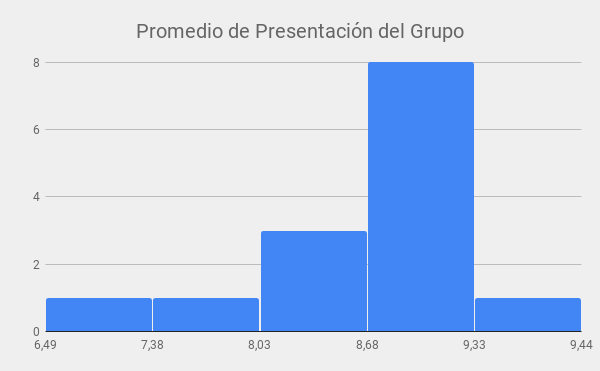 Promedio de Presentación del Grupo
8
6
4
2
0
6,49 7,38 8,03 8,68 9,33 9,44